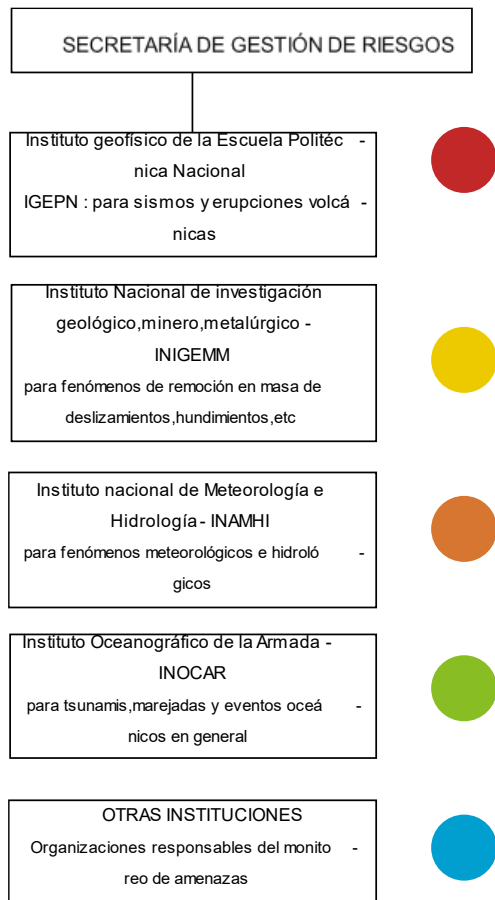 SECRETARÍA DE GESTIÓN DE RIESGOS
Instituto geofísico de la Escuela Politéc -
nica Nacional
IGEPN : para sismos y erupciones volcá -
nicas
Instituto Nacional de investigación
geológico,minero,metalúrgico -
INIGEMM
para fenómenos de remoción en masa de
deslizamientos,hundimientos,etc
Instituto nacional de Meteorología e
Hidrología - INAMHI
para fenómenos meteorológicos e hidroló -
gicos
Instituto Oceanográfico de la Armada -
INOCAR
para tsunamis,marejadas y eventos oceá -
nicos en general
OTRAS INSTITUCIONES
Organizaciones responsables del monito -
reo de amenazas